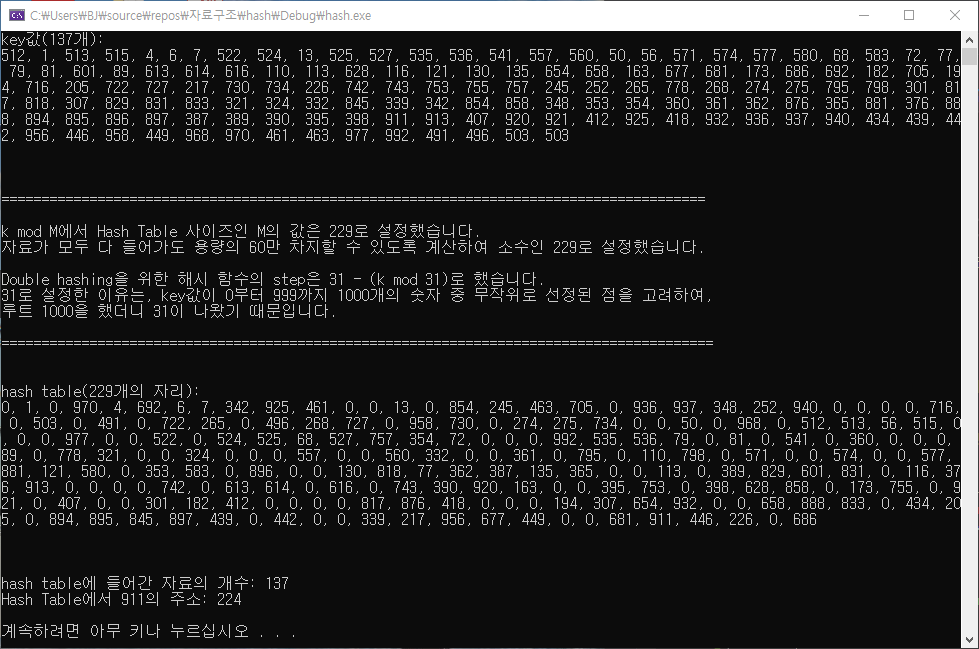 C:\Users\BJ\source\repos\자료구조\hash\Debug\hash.exe
key값(137개):
512, 1, 513, 515, 4, 6, 7, 522, 524, 13, 525, 527, 535, 536, 541, 557, 560, 50, 56, 571, 574, 577, 580, 68, 583, 72, 77,
79, 81, 601, 89, 613, 614, 616, 110, 113, 628, 116, 121, 130, 135, 654, 658, 163, 677, 681, 173, 686, 692, 182, 705, 19
4, 716, 205, 722, 727, 217, 730, 734, 226, 742, 743, 753, 755, 757, 245, 252, 265, 778, 268, 274, 275, 795, 798, 301, 81
7, 818, 307, 829, 831, 833, 321, 324, 332, 845, 339, 342, 854, 858, 348, 353, 354, 360, 361, 362, 876, 365, 881, 376, 88
8, 894, 895, 896, 897, 387, 389, 390, 395, 398, 911, 913, 407, 920, 921, 412, 925, 418, 932, 936, 937, 940, 434, 439, 44
2, 956, 446, 958, 449, 968, 970, 461, 463, 977, 992, 491, 496, 503, 503
========================================================================================
k mod M에서 Hash Table 사이즈인 M의 값은 229로 설정했습니다.
자료가 모두 다 들어가도 용량의 60만 차지할 수 있도록 계산하여 소수인 229로 설정했습니다.
Double hashing을 위한 해시 함수의 step은 31 - (k mod 31)로 했습니다.
31로 설정한 이유는, key값이 0부터 999까지 1000개의 숫자 중 무작위로 선정된 점을 고려하여,
루트 1000을 했더니 31이 나왔기 때문입니다.
=========================================================================================
hash table(229개의 자리):
0, 1, 0, 970, 4, 692, 6, 7, 342, 925, 461, 0, 0, 13, 0, 854, 245, 463, 705, 0, 936, 937, 348, 252, 940, 0, 0, 0, 0, 716,
0, 503, 0, 491, 0, 722, 265, 0, 496, 268, 727, 0, 958, 730, 0, 274, 275, 734, 0, 0, 50, 0, 968, 0, 512, 513, 56, 515, 0
, 0, 0, 977, 0, 0, 522, 0, 524, 525, 68, 527, 757, 354, 72, 0, 0, 0, 992, 535, 536, 79, 0, 81, 0, 541, 0, 360, 0, 0, 0,
89, 0, 778, 321, 0, 0, 324, 0, 0, 0, 557, 0, 0, 560, 332, 0, 0, 361, 0, 795, 0, 110, 798, 0, 571, 0, 0, 574, 0, 0, 577,
881, 121, 580, 0, 353, 583, 0, 896, 0, 0, 130, 818, 77, 362, 387, 135, 365, 0, 0, 113, 0, 389, 829, 601, 831, 0, 116, 37
6, 913, 0, 0, 0, 0, 742, 0, 613, 614, 0, 616, 0, 743, 390, 920, 163, 0, 0, 395, 753, 0, 398, 628, 858, 0, 173, 755, 0, 9
21, 0, 407, 0, 0, 301, 182, 412, 0, 0, 0, 0, 817, 876, 418, 0, 0, 0, 194, 307, 654, 932, 0, 0, 658, 888, 833, 0, 434, 20
5, 0, 894, 895, 845, 897, 439, 0, 442, 0, 0, 339, 217, 956, 677, 449, 0, 0, 681, 911, 446, 226, 0, 686
hash table에 들어간 자료의 개수: 137
Hash Table에서 911의 주소: 224
계속하려면 아무 키나 누르십시오 . . .